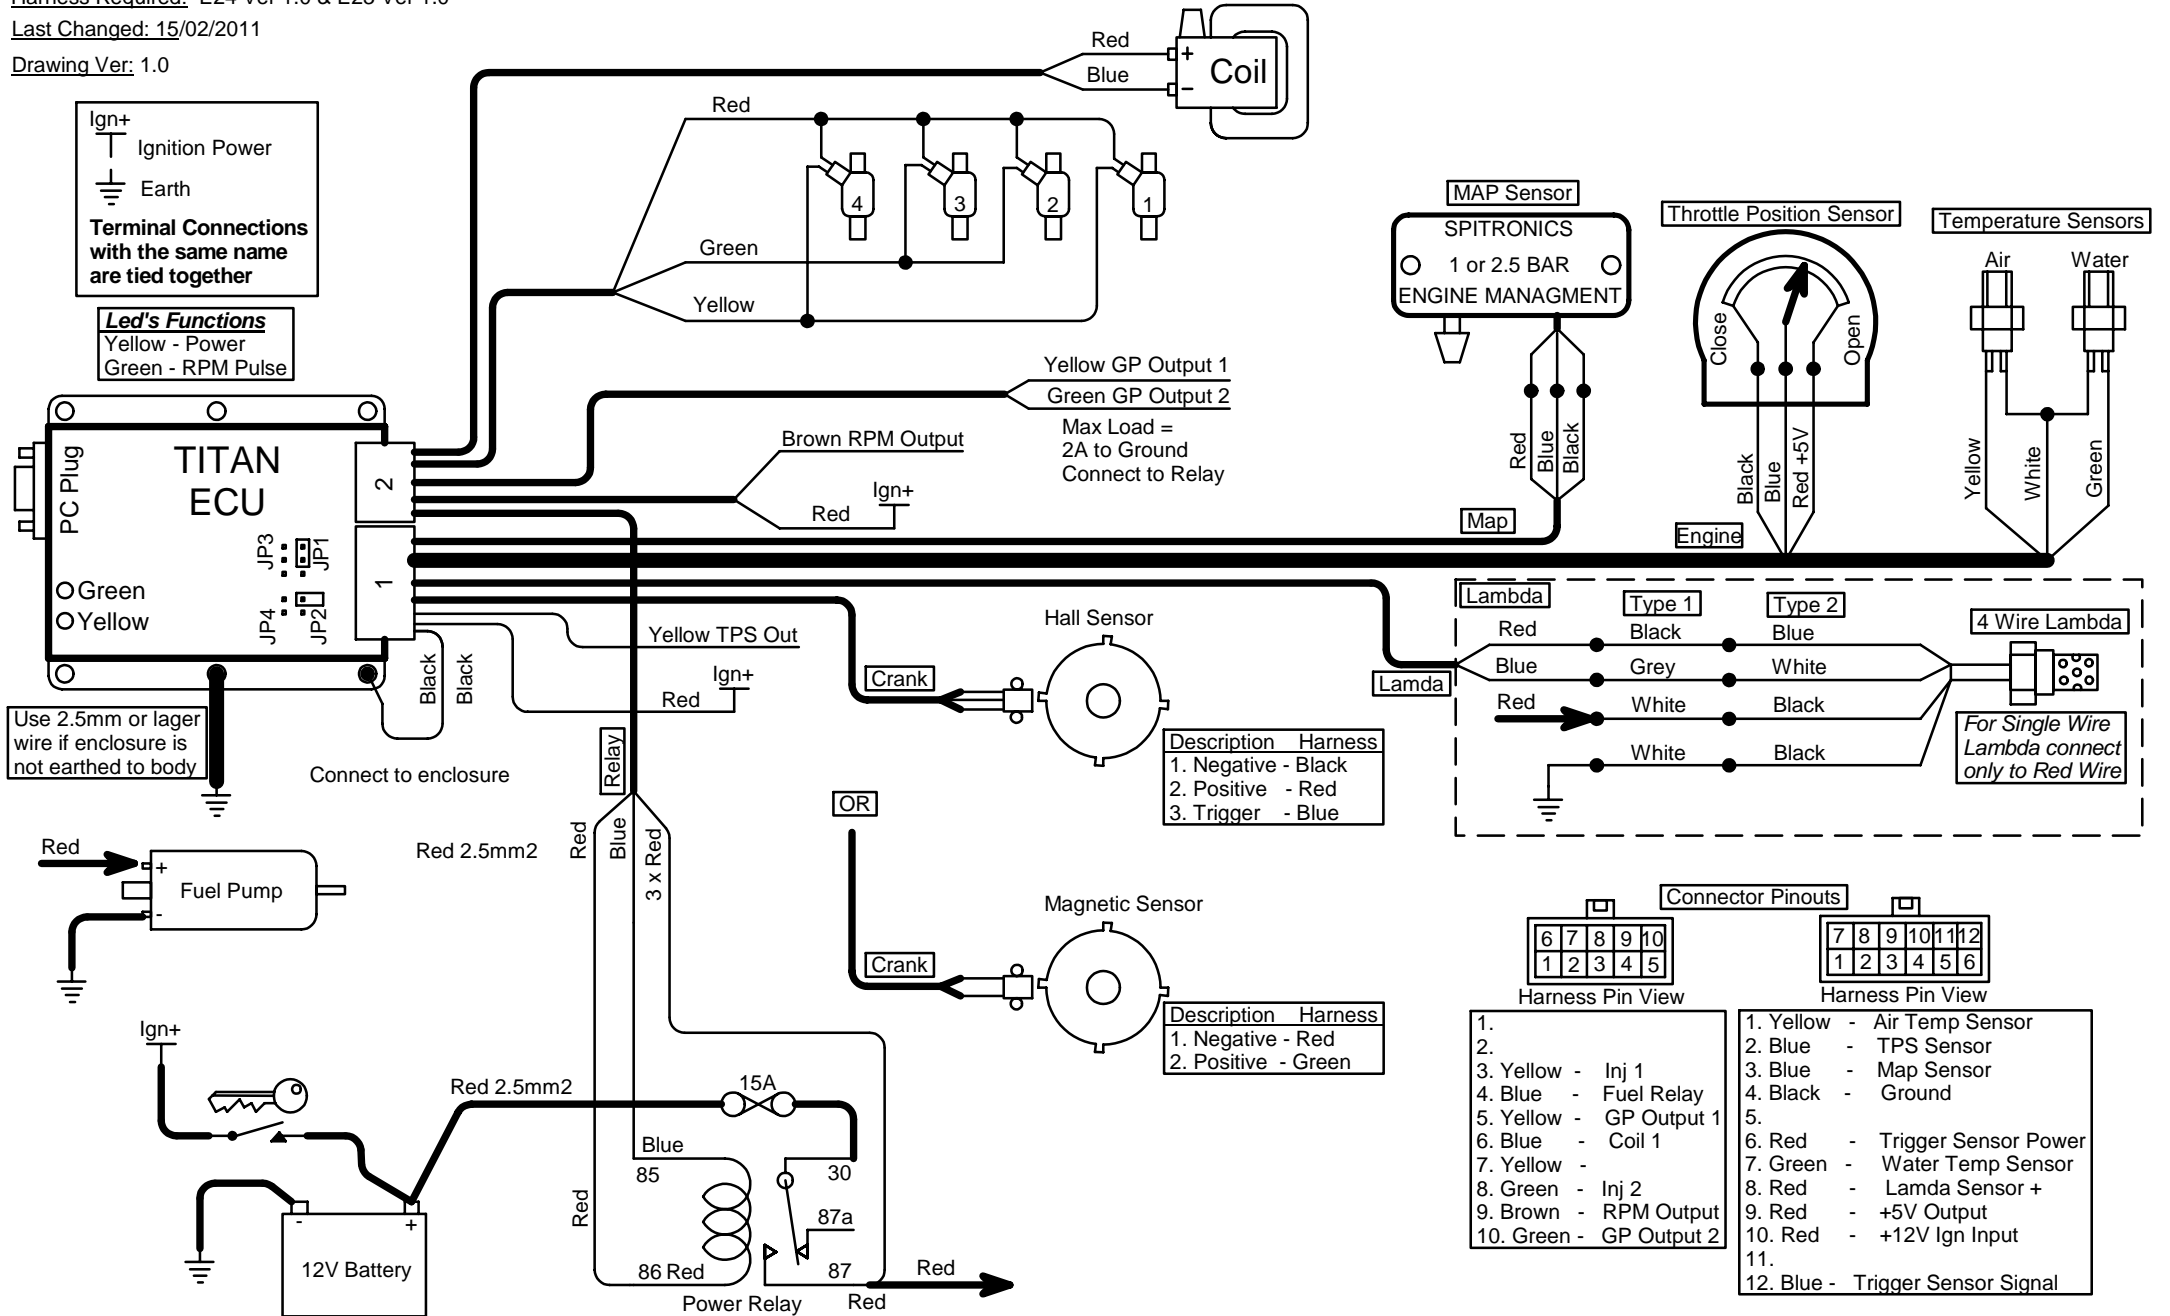 Harness Required: E24 Ver 1.0 & E23 Ver 1.0
Last Changed: 15/02/2011
Drawing Ver: 1.0
Ign+
Ignition Power
Earth
Terminal Connections
with the same name
are tied together
Led's Functions
Yellow - Power
Green - RPM Pulse
Red
Blue
+
-
Coil
Red
4
3
2
1
Green
Yellow
Yellow GP Output 1
Green GP Output 2
Max Load =
2A to Ground
Connect to Relay
Brown RPM Output
Ign+
Red
PC Plug
TITAN
ECU
2
1
JP3
JP1
JP4
JP2
Green
Yellow
Black
Black
Yellow TPS Out
Ign+
Red
Use 2.5mm or lager
wire if enclosure is
not earthed to body
Connect to enclosure
MAP Sensor
SPITRONICS
1 or 2.5 BAR
ENGINE MANAGMENT
Red
Blue
Black
Map
Throttle Position Sensor
Close
Open
Black
Blue
Red +5V
Engine
Temperature Sensors
Air
Water
Yellow
White
Green
Lambda
Type 1
Type 2
4 Wire Lambda
Red
Black
Blue
Blue
Grey
White
Lamda
Red
White
Black
White
Black
For Single Wire
Lambda connect
only to Red Wire
Hall Sensor
Crank
Description Harness
1. Negative - Black
2. Positive - Red
3. Trigger - Blue
OR
Magnetic Sensor
Crank
Description Harness
1. Negative - Red
2. Positive - Green
Relay
Red
Blue
3 x Red
Red 2.5mm2
Red
+
-
Fuel Pump
Ign+
Red 2.5mm2
15A
Blue
85
30
87a
Red
86 Red
87
Red
Power Relay
Red
-
+
12V Battery
Connector Pinouts
6 7 8 9 10
1 2 3 4 5
Harness Pin View
1.
2.
3. Yellow - Inj 1
4. Blue - Fuel Relay
5. Yellow - GP Output 1
6. Blue - Coil 1
7. Yellow -
8. Green - Inj 2
9. Brown - RPM Output
10. Green - GP Output 2
7 8 9 10 11 12
1 2 3 4 5 6
Harness Pin View
1. Yellow - Air Temp Sensor
2. Blue - TPS Sensor
3. Blue - Map Sensor
4. Black - Ground
5.
6. Red - Trigger Sensor Power
7. Green - Water Temp Sensor
8. Red - Lamda Sensor +
9. Red - +5V Output
10. Red - +12V Ign Input
11.
12. Blue - Trigger Sensor Signal